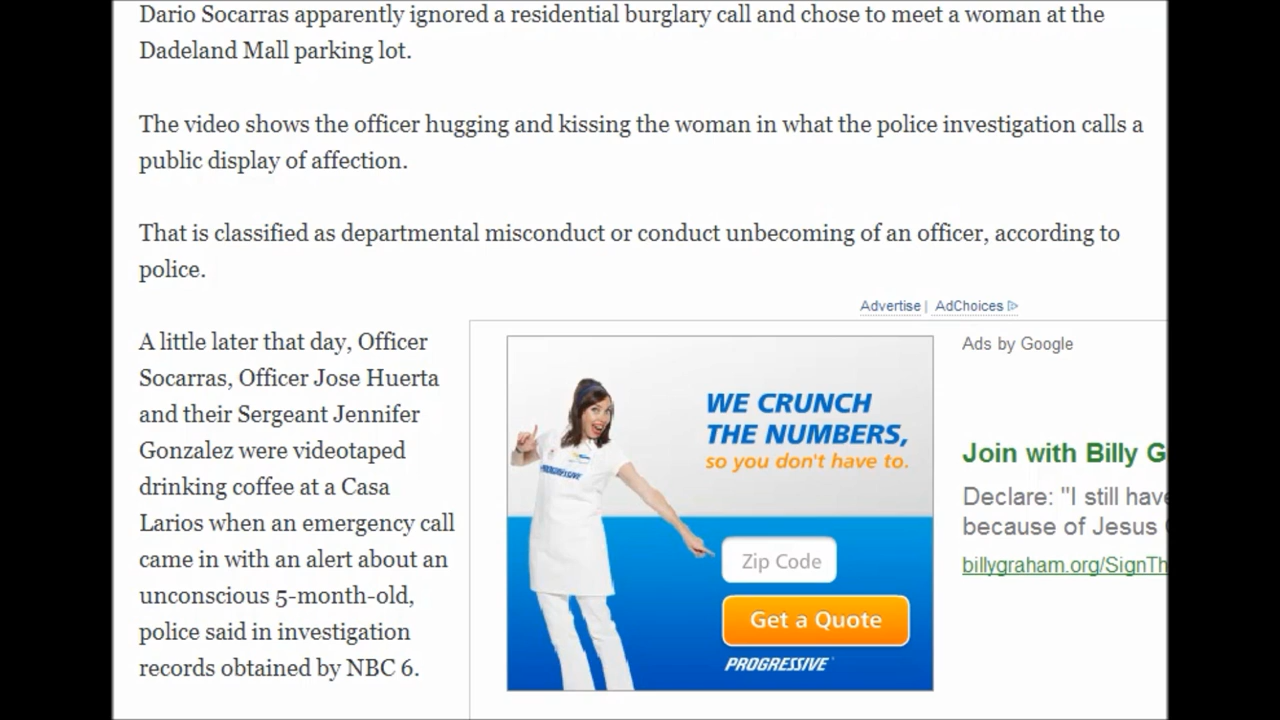 Dario Socarras apparently ignored a residential burglary call and chose to meet a woman at the
Dadeland Mall parking lot.
The video shows the officer hugging and kissing the woman in what the police investigation calls a
public display of affection.
That is classified as departmental misconduct or conduct unbecoming of an officer, according to
police.
A little later that day, Officer
Socarras, Officer Jose Huerta
and their Sergeant Jennifer
Gonzalez were videotaped
drinking coffee at a Casa
Larios when an emergency call
came in with an alert about an
unconscious 5-month-old,
police said in investigation
records obtained by NBC 6.
Advertise | AdChoices
WE CRUNCH
THE NUMBERS,
so you don't have to.
PROGRESSIVE
Zip Code
Get a Quote
PROGRESSIVE
Ads by Google
Join with Billy G
Declare: "I still have
because of Jesus
billygraham.org/SignTh